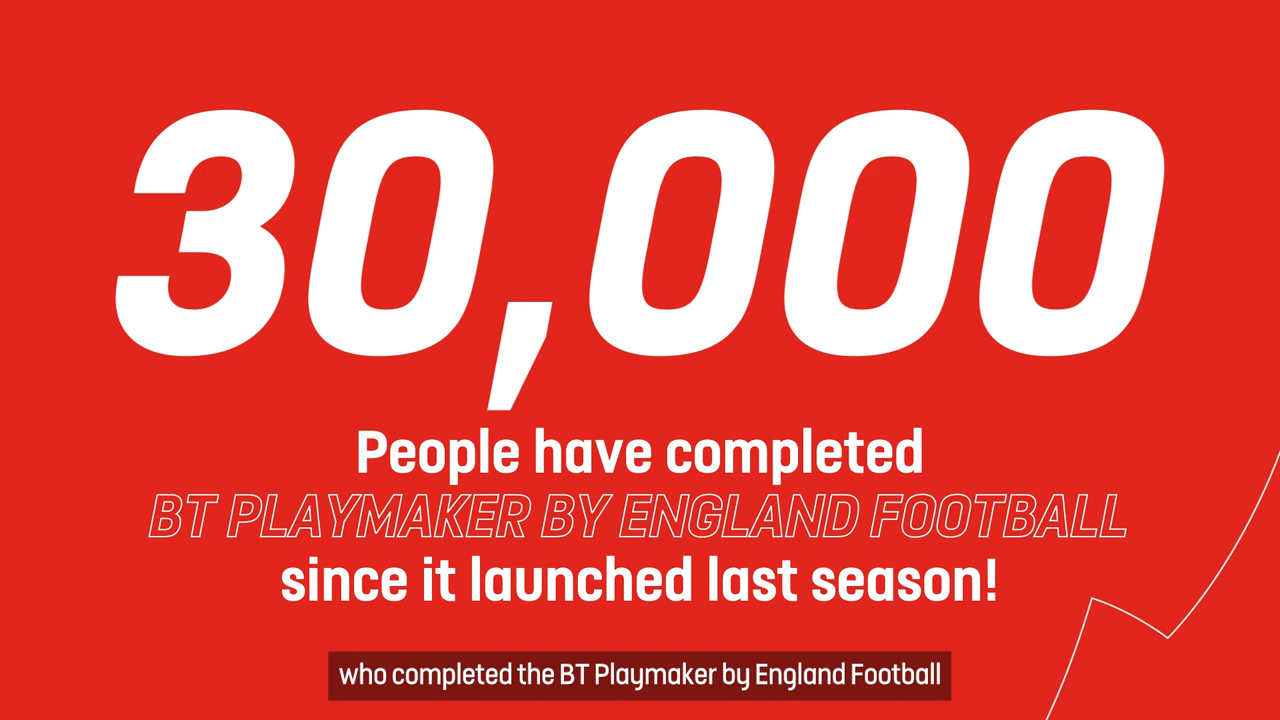 30,000
People have completed
BT PLAYMAKER BY ENGLAND FOOTBALL
since it launched last season!
who completed the BT Playmaker by England Football